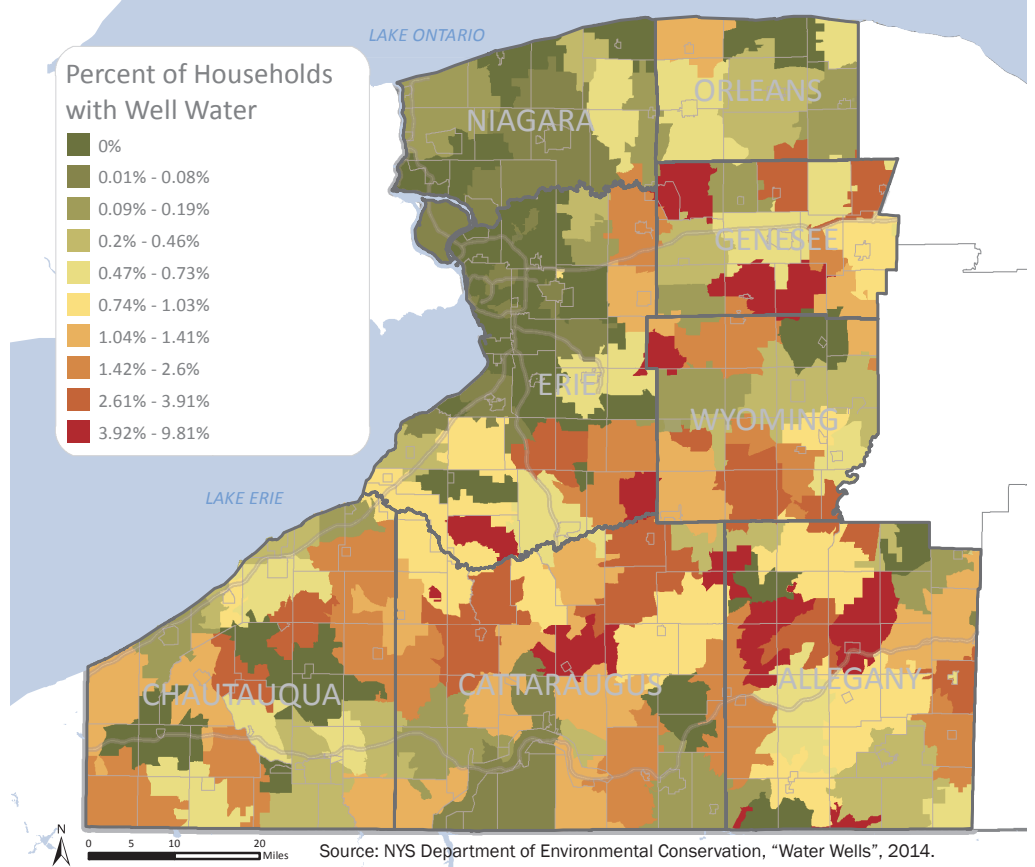 LAKE ONTARIO
Percent of Households
with Well Water
0%
0.01% - 0.08%
0.09% - 0.19%
0.2% - 0.46%
0.47% - 0.73%
0.74% - 1.03%
1.04% - 1.41%
1.42% - 2.6%
2.61% - 3.91%
3.92% - 9.81%
NIAGARA
ORLEANS
GENESEE
ERIE
WYOMING
LAKE ERIE
CHAUTAUQUA
CATTARAUGUS
ALLEGANY
N
0 5 10 20
Miles
Source: NYS Department of Environmental Conservation, “Water Wells”, 2014.